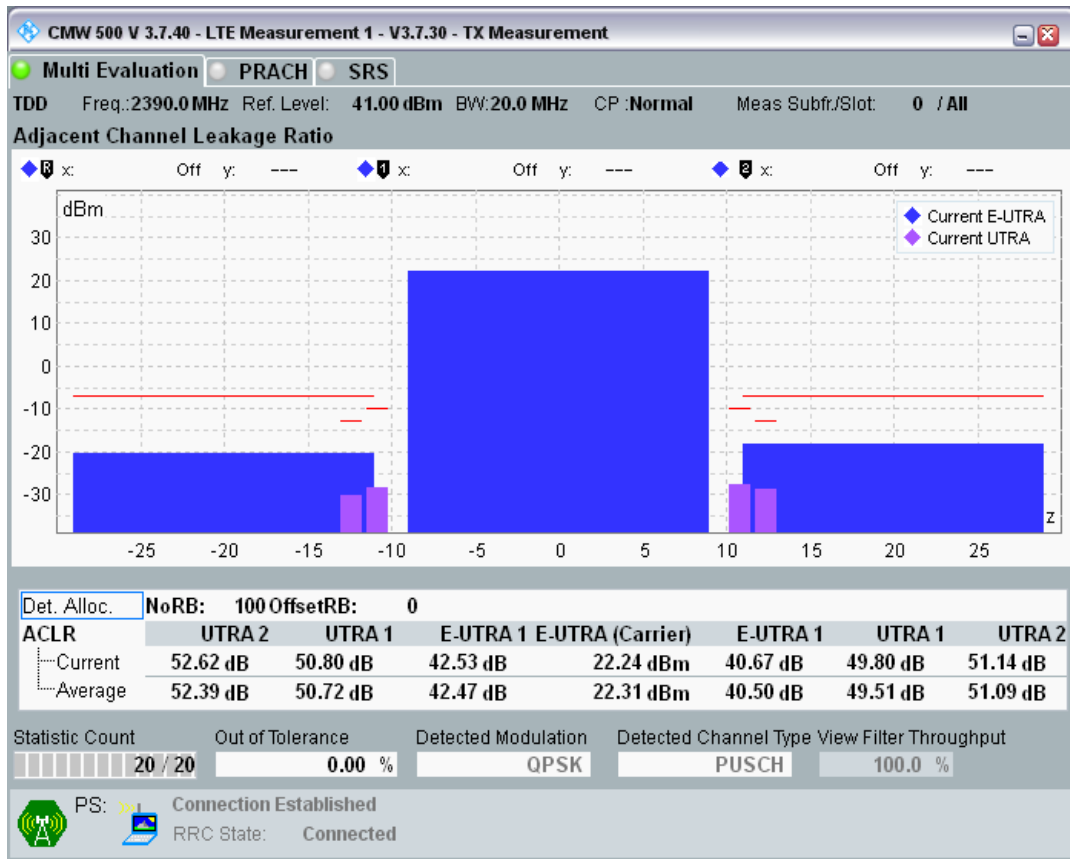 CMW 500 V 3.7.40 - LTE Measurement 1 - V3.7.30 - TX Measurement
Multi Evaluation PRACH SRS
TDD Freq.:2390.0 MHz Ref. Level: 41.00 dBm BW:20.0 MHz CP :Normal Meas Subfr./Slot: 0 / All
Adjacent Channel Leakage Ratio
R x: Off y: --- 1 x: Off y: --- 2 x: Off y: ---
dBm
Current E-UTRA
Current UTRA
30
20
10
0
-10
-20
-30
z
-25 -20 -15 -10 -5 0 5 10 15 20 25
Det. Alloc. NoRB: 100 OffsetRB: 0
ACLR UTRA 2 UTRA 1 E-UTRA 1 E-UTRA (Carrier) E-UTRA 1 UTRA 1 UTRA 2
Current 52.62 dB 50.80 dB 42.53 dB 22.24 dBm 40.67 dB 49.80 dB 51.14 dB
Average 52.39 dB 50.72 dB 42.47 dB 22.31 dBm 40.50 dB 49.51 dB 51.09 dB
Statistic Count Out of Tolerance Detected Modulation Detected Channel Type View Filter Throughput
20 / 20 0.00 % QPSK PUSCH 100.0 %
PS: Connection Established
RRC State: Connected